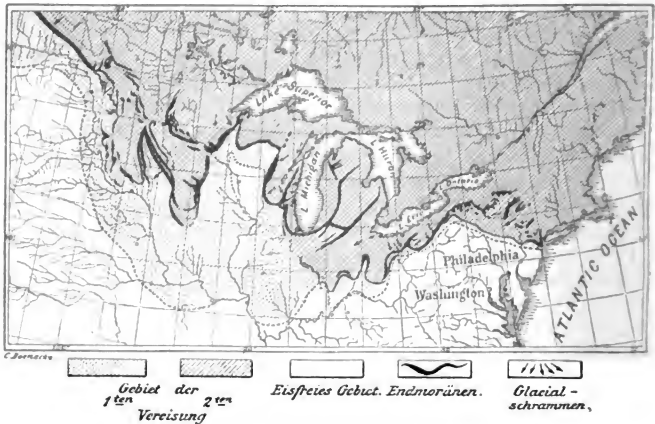 Lake Superior
L. Michigan
Huron
Erie
Ontario
Philadelphia
Washington
ATLANTIC OCEAN
Gebiet der
1ten 2ten
Vereisung
Eisfreies Gebiet.
Endmoränen.
Glacial-
schrammen.